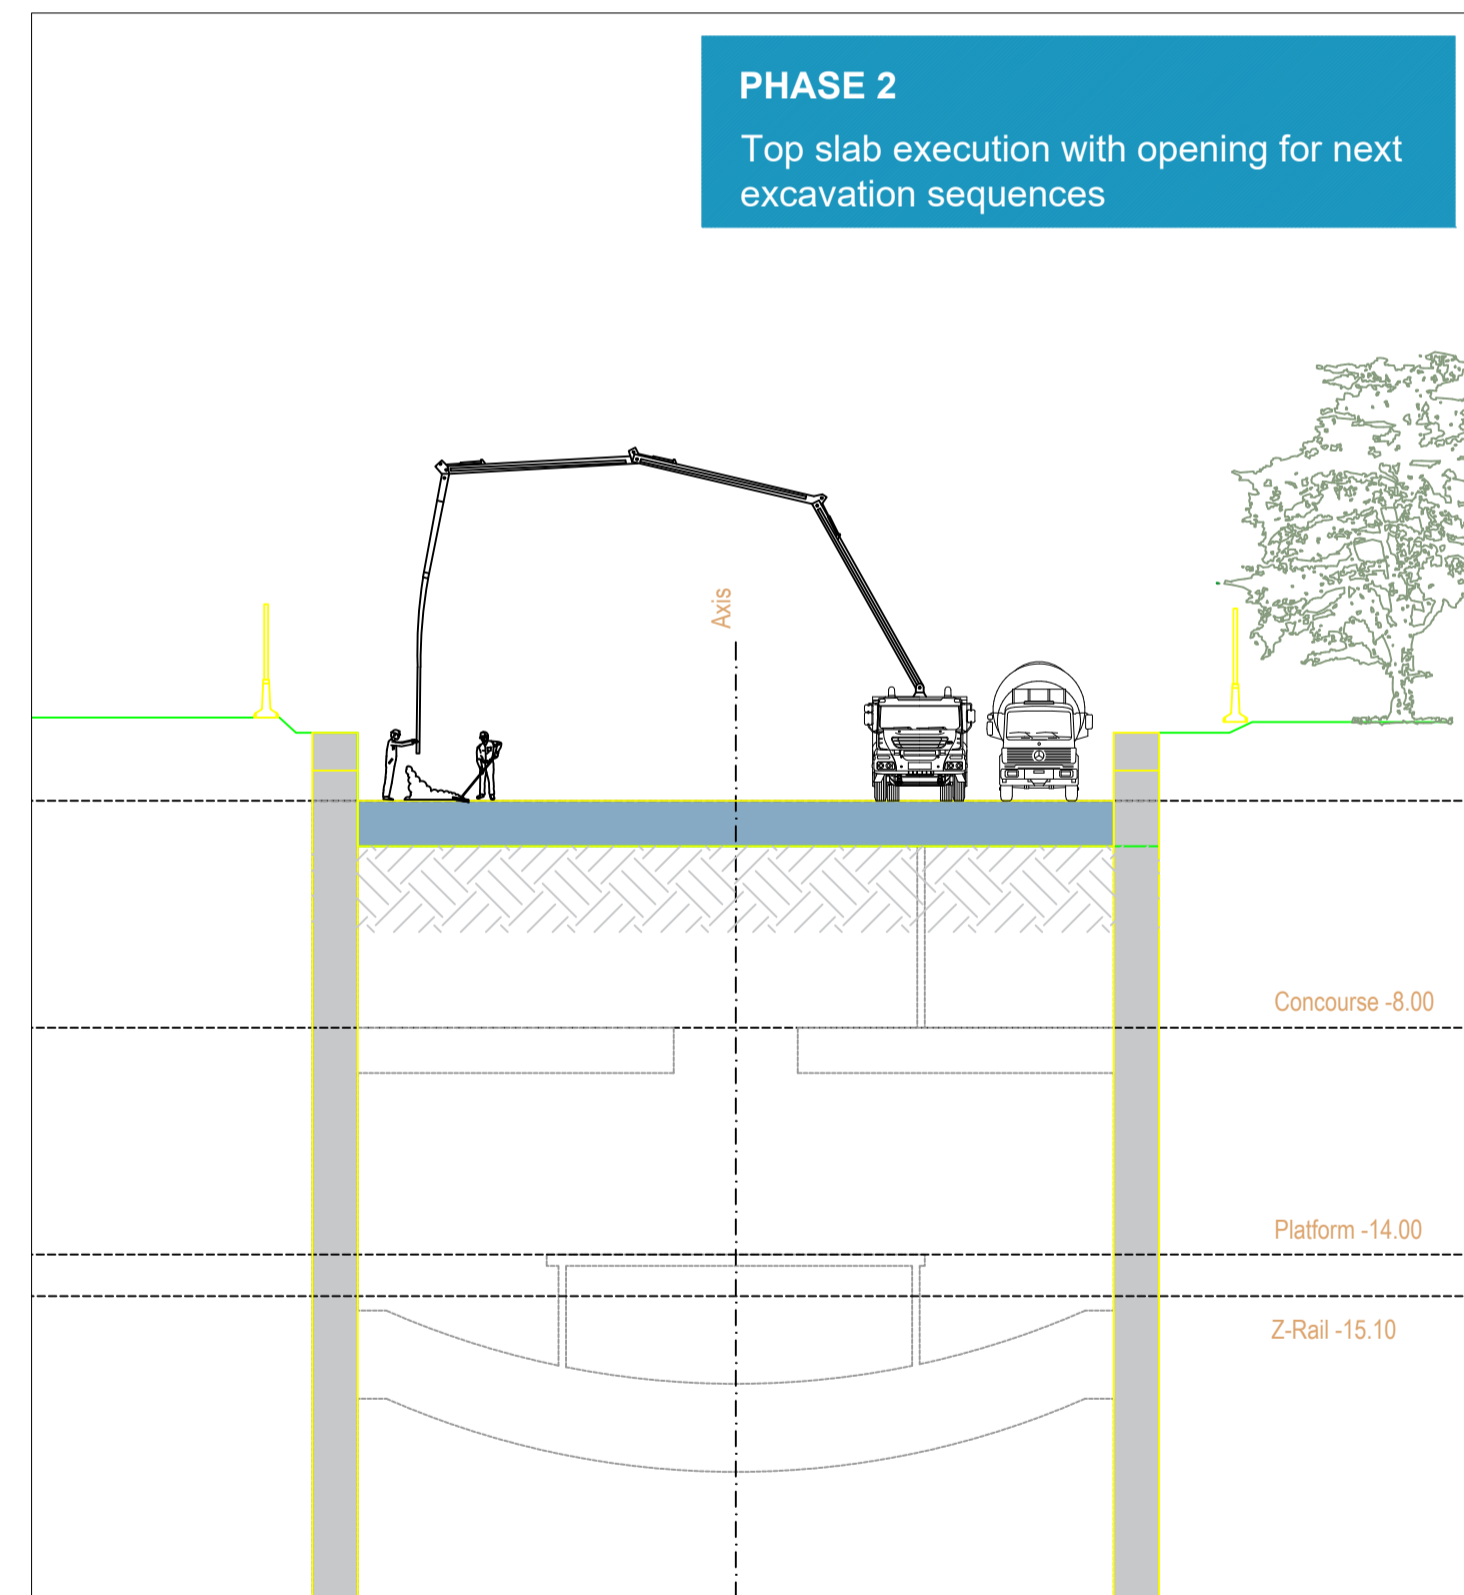 PHASE 2
Top slab execution with opening for next
excavation sequences
Axis
Concourse -8.00
Platform -14.00
Z-Rail -15.10